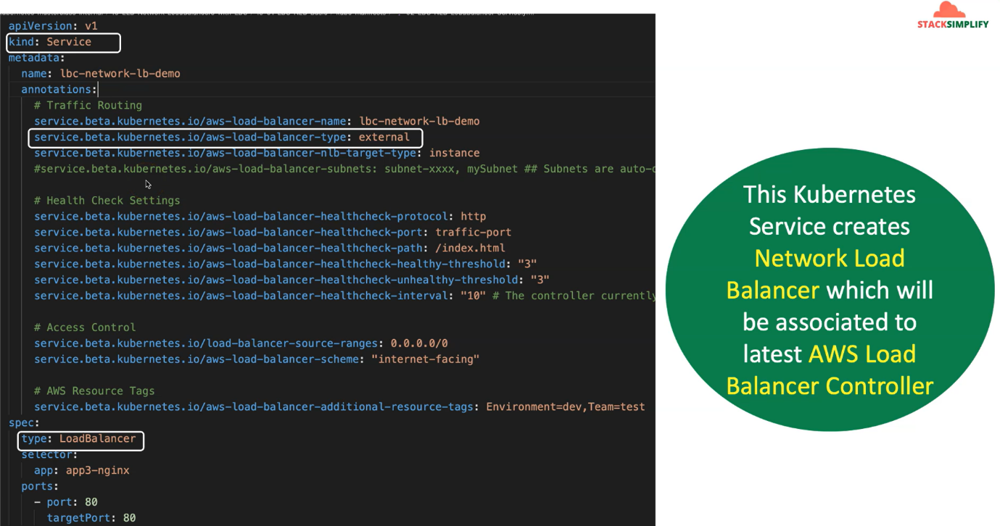 STACKSIMPLIFY
apiVersion: v1
kind: Service
metadata:
name: lbc-network-lb-demo
annotations:
# Traffic Routing
service.beta.kubernetes.io/aws-load-balancer-name: lbc-network-lb-demo
service.beta.kubernetes.io/aws-load-balancer-type: external
service.beta.kubernetes.io/aws-load-balancer-nlb-target-type: instance
#service.beta.kubernetes.io/aws-load-balancer-subnets: subnet-xxxx, mySubnet ## Subnets are
# Health Check Settings
service.beta.kubernetes.io/aws-load-balancer-healthcheck-protocol: http
service.beta.kubernetes.io/aws-load-balancer-healthcheck-port: traffic-port
service.beta.kubernetes.io/aws-load-balancer-healthcheck-path: /index.html
service.beta.kubernetes.io/aws-load-balancer-healthcheck-healthy-threshold: "3"
service.beta.kubernetes.io/aws-load-balancer-healthcheck-unhealthy-threshold: "3"
service.beta.kubernetes.io/aws-load-balancer-healthcheck-interval: "10" # The controller currently
# Access Control
service.beta.kubernetes.io/load-balancer-source-ranges: 0.0.0.0/0
service.beta.kubernetes.io/aws-load-balancer-scheme: "internet-facing"
# AWS Resource Tags
service.beta.kubernetes.io/aws-load-balancer-additional-resource-tags: Environment=dev,Team=test
spec:
type: LoadBalancer
selector:
app: app3-nginx
ports:
- port: 80
targetPort: 80
This Kubernetes
Service creates
Network Load
Balancer which will
be associated to
latest AWS Load
Balancer Controller